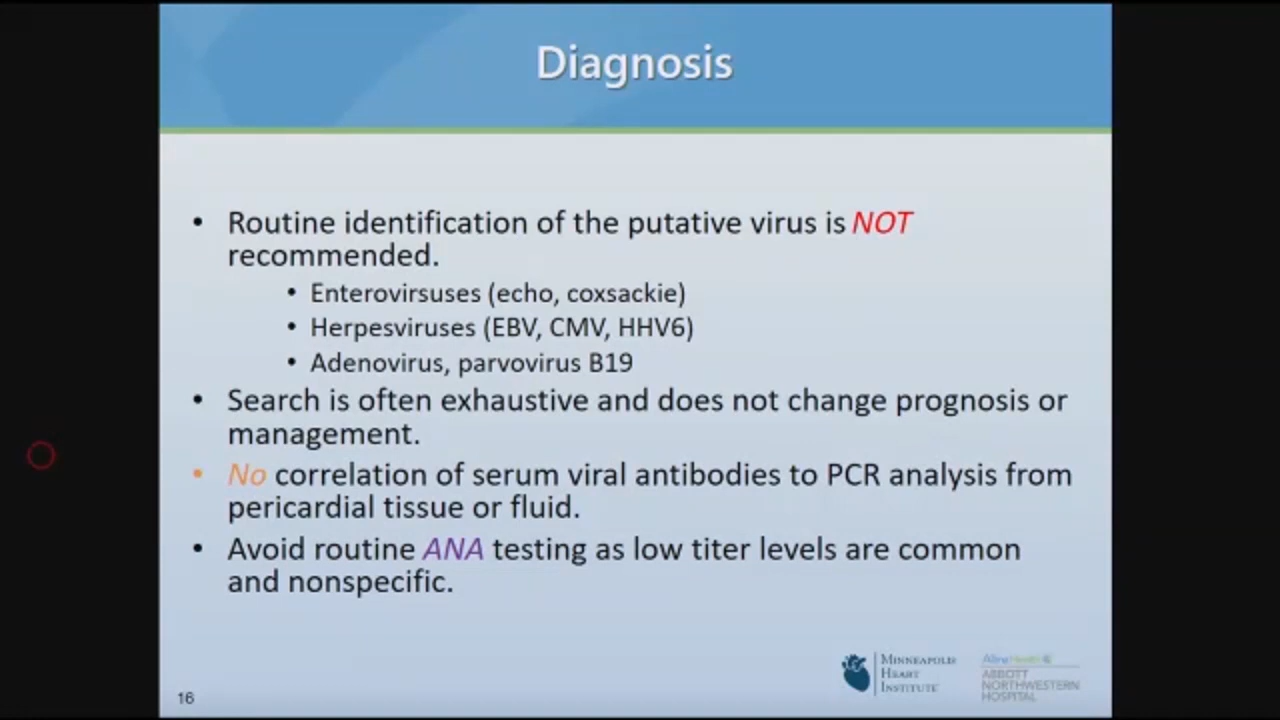 Diagnosis
• Routine identification of the putative virus is NOT
recommended.
• Enterovirsuses (echo, coxsackie)
• Herpesviruses (EBV, CMV, HHV6)
• Adenovirus, parvovirus B19
• Search is often exhaustive and does not change prognosis or
management.
• No correlation of serum viral antibodies to PCR analysis from
pericardial tissue or fluid.
• Avoid routine ANA testing as low titer levels are common
and nonspecific.
MINNEAPOLIS
HEART
INSTITUTE
Allina Health
ABBOTT
NORTHWESTERN
HOSPITAL
16